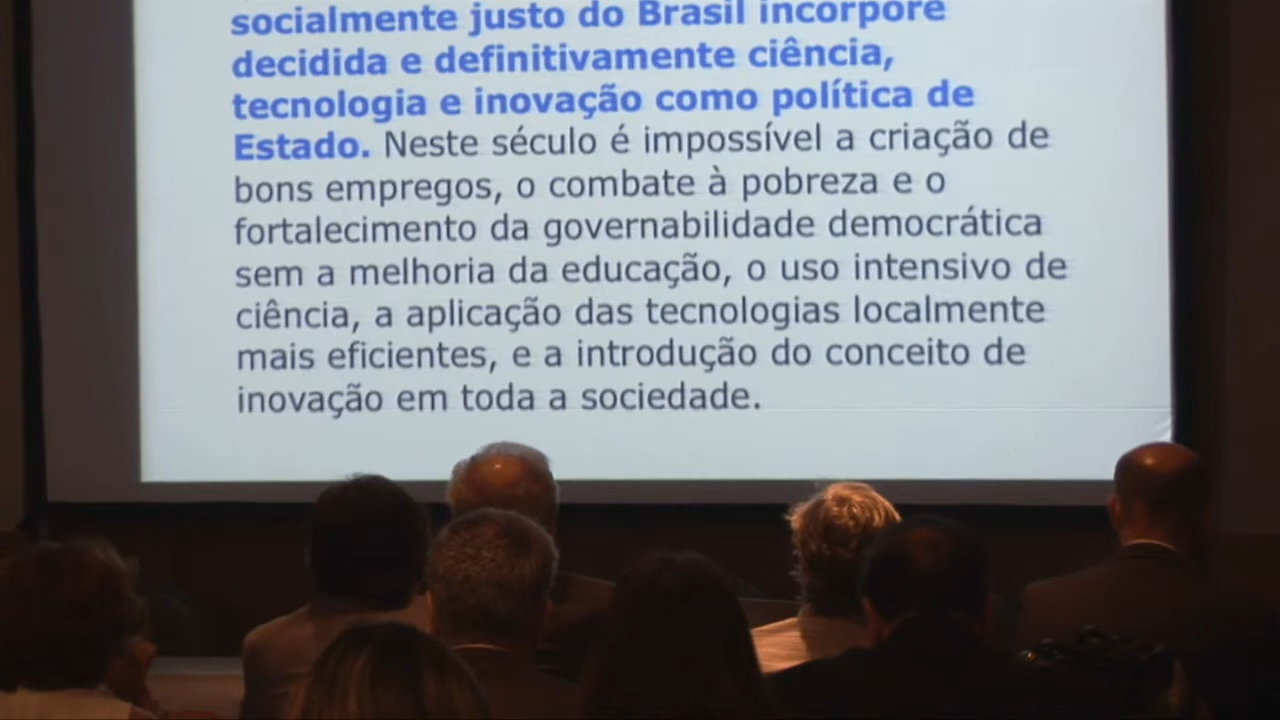 socialmente justo do Brasil incorpore
decidida e definitivamente ciência,
tecnologia e inovação como política de
Estado. Neste século é impossível a criação de
bons empregos, o combate à pobreza e o
fortalecimento da governabilidade democrática
sem a melhoria da educação, o uso intensivo de
ciência, a aplicação das tecnologias localmente
mais eficientes, e a introdução do conceito de
inovação em toda a sociedade.